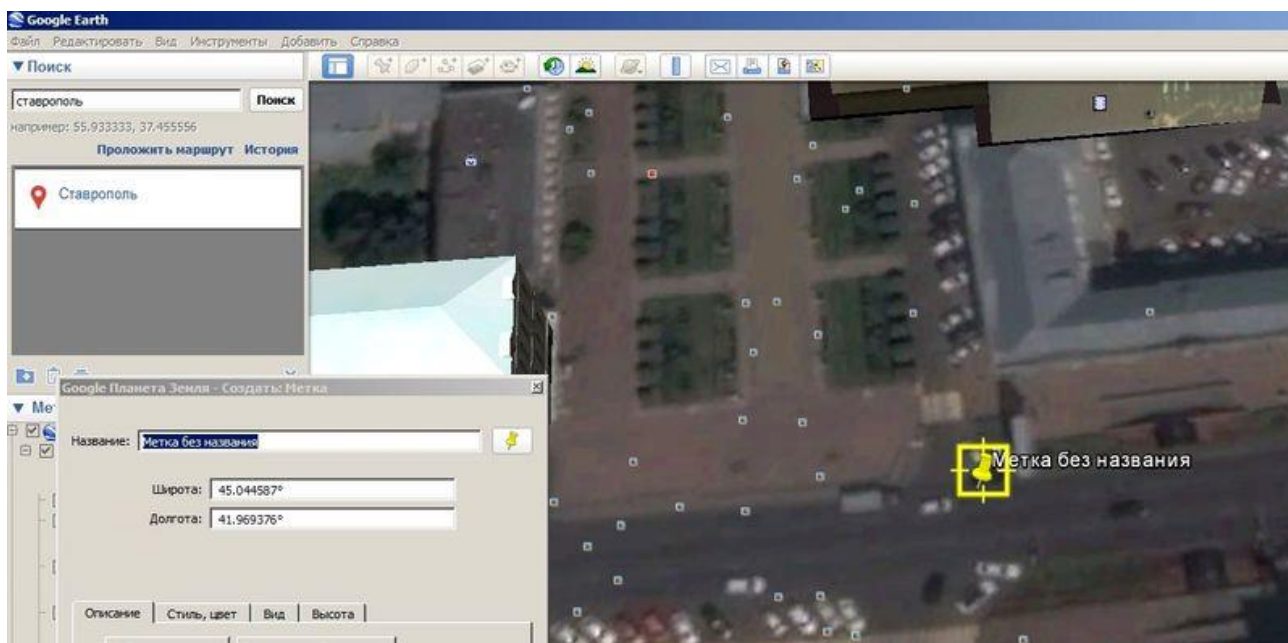 Google Earth
Файл Редактировать Вид Инструменты Добавить Справка
Поиск
ставрополь
Поиск
например: 55.933333, 37.455556
Проложить маршрут История
Ставрополь
Google Планета Земля - Создать: Метка
Ме
Название: Метка без названия
Широта: 45.044587°
Долгота: 41.969376°
Описание Стиль, цвет Вид Высота
Метка без названия